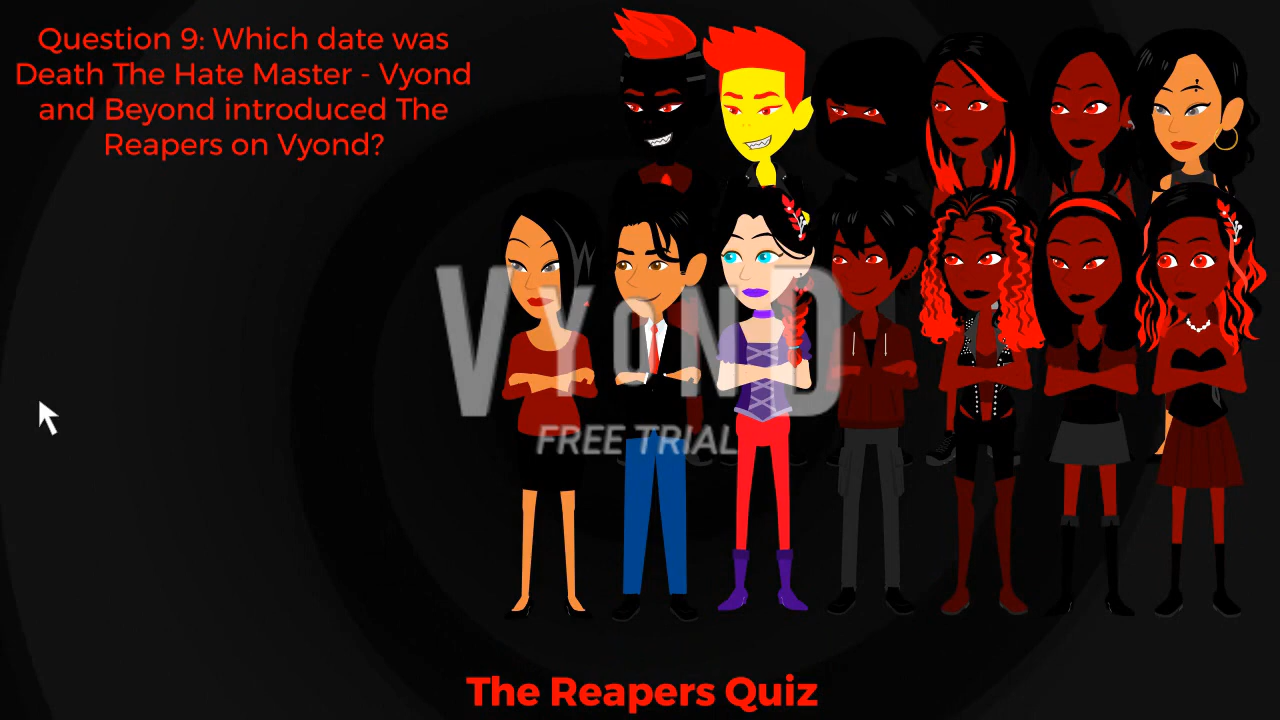 Question 9: Which date was
Death The Hate Master - Vyond
and Beyond introduced The
Reapers on Vyond?
VYOND
FREE TRIAL
The Reapers Quiz